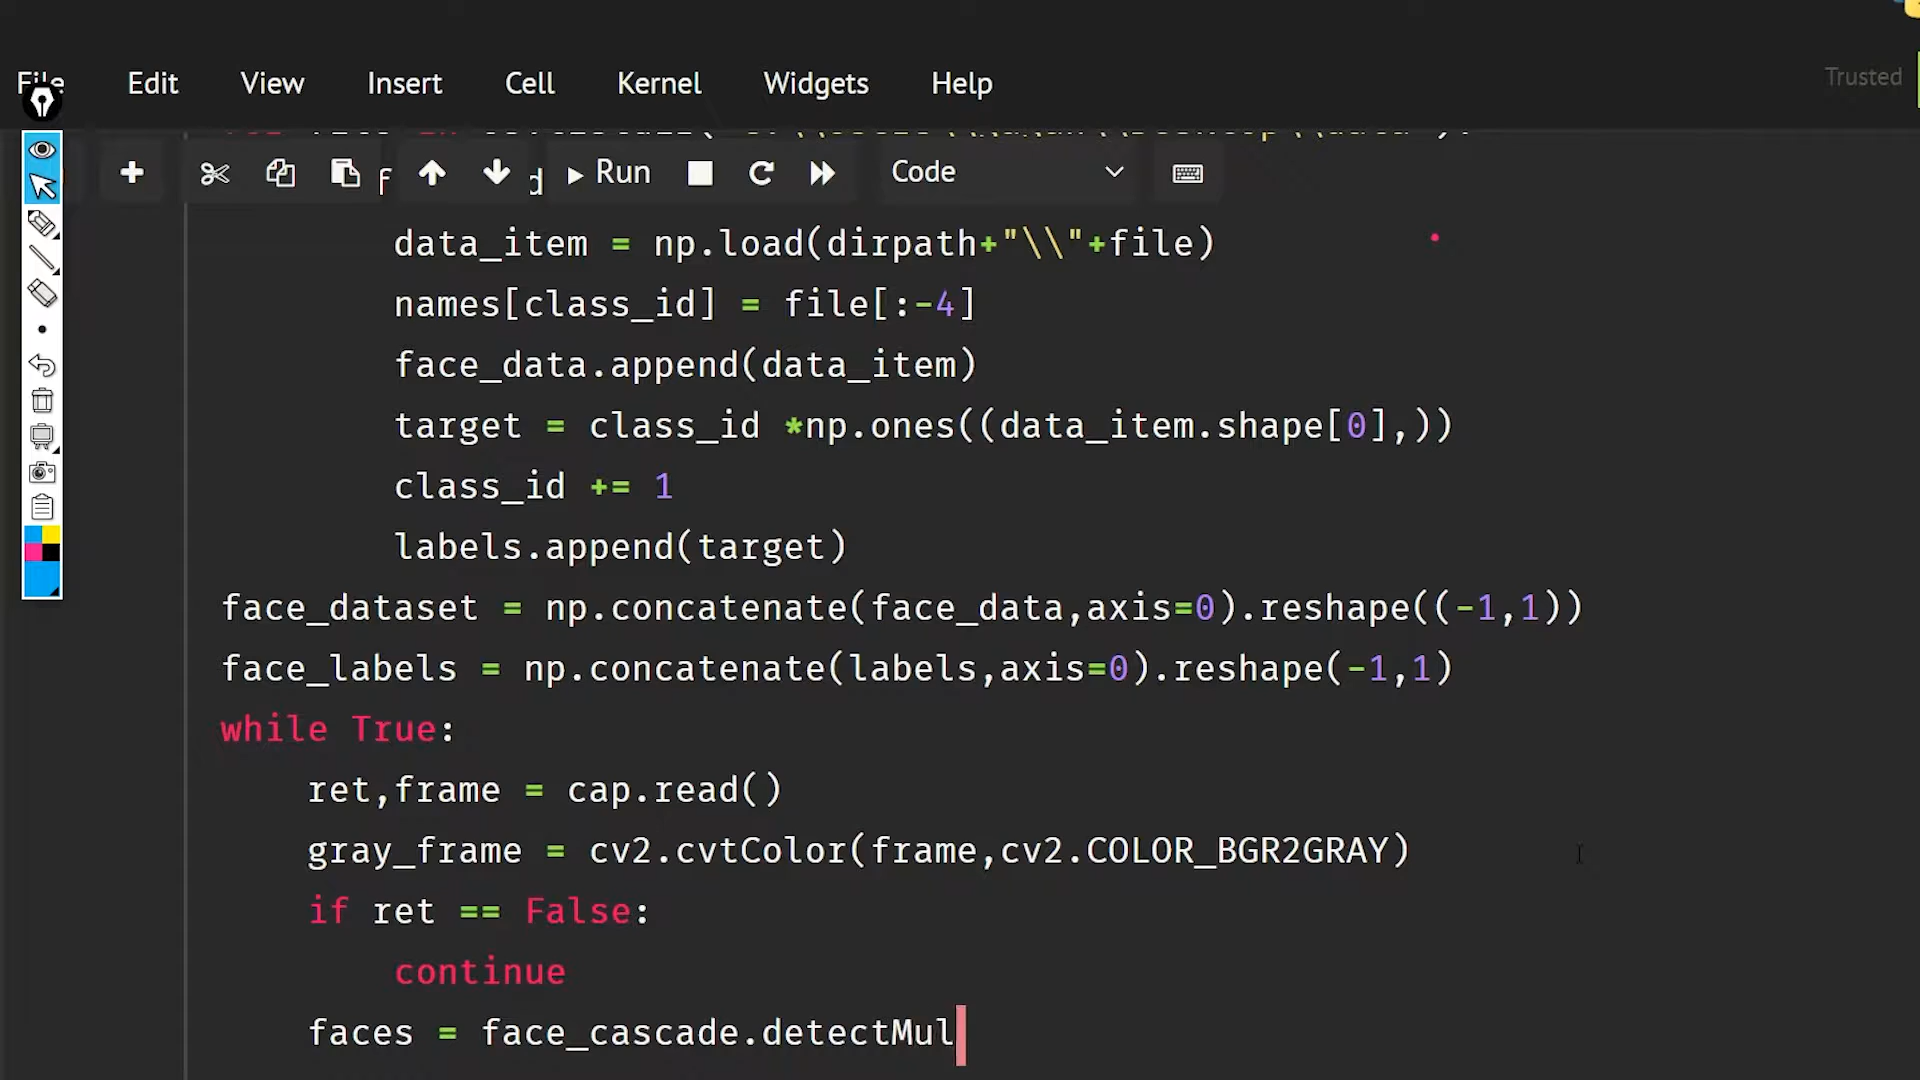 File Edit View Insert Cell Kernel Widgets Help Trusted
Run Code
data_item = np.load(dirpath+"\\"+file)
names[class_id] = file[:-4]
face_data.append(data_item)
target = class_id *np.ones((data_item.shape[0],))
class_id += 1
labels.append(target)
face_dataset = np.concatenate(face_data,axis=0).reshape((-1,1))
face_labels = np.concatenate(labels,axis=0).reshape(-1,1)
while True:
ret,frame = cap.read()
gray_frame = cv2.cvtColor(frame,cv2.COLOR_BGR2GRAY)
if ret == False:
continue
faces = face_cascade.detectMul